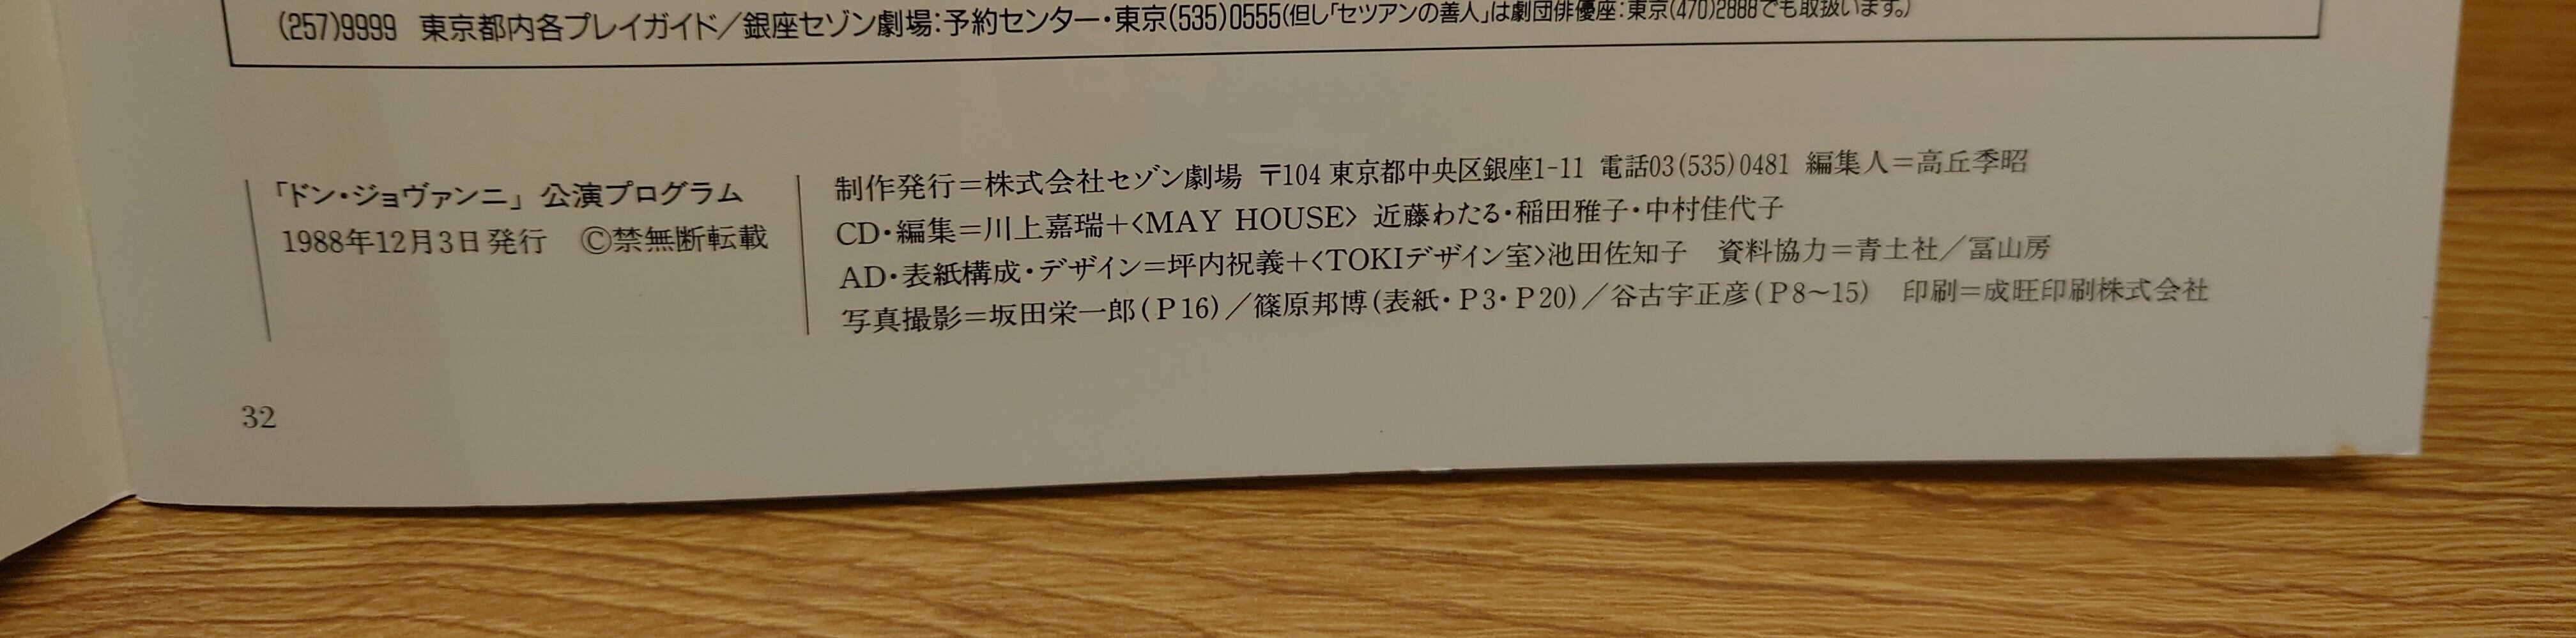 (257)9999 東京都内各プレイガイド／銀座セゾン劇場:予約センター・東京(535)0555(但し「セツアンの善人」は劇団俳優座:東京(470)2888でも取扱います。)
「ドン・ジョヴァンニ」公演プログラム
1988年12月3日発行 Ⓒ禁無断転載
制作発行＝株式会社セゾン劇場 〒104 東京都中央区銀座1-11 電話03(535)0481 編集人＝高丘季昭
CD・編集＝川上嘉瑞＋〈MAY HOUSE〉 近藤わたる・稲田雅子・中村佳代子
AD・表紙構成・デザイン＝坪内祝義＋〈TOKIデザイン室〉池田佐知子 資料協力＝青土社／冨山房
写真撮影＝坂田栄一郎(P16)／篠原邦博(表紙・P3・P20)／谷古宇正彦(P8～15) 印刷＝成旺印刷株式会社
32